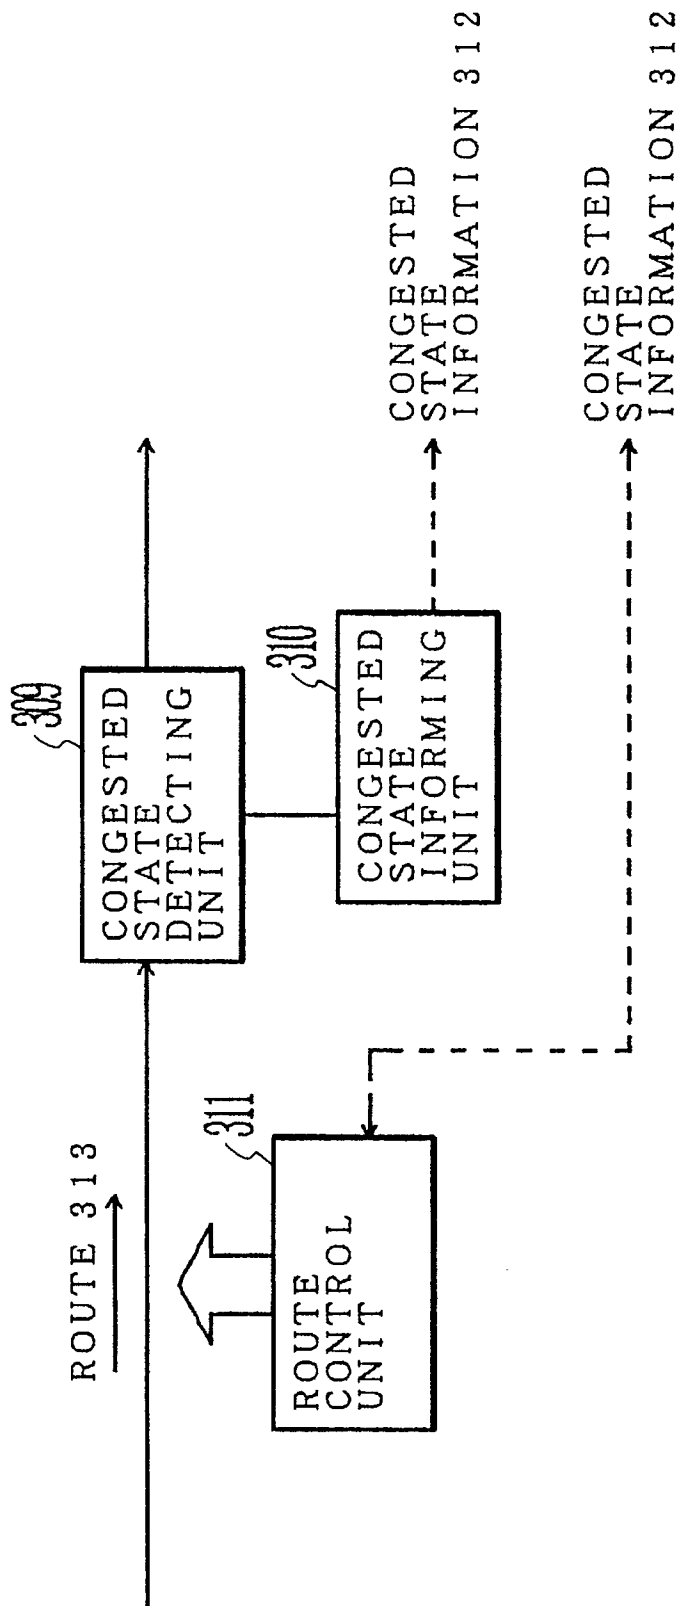 ROUTE 313
309
CONGESTED
STATE
DETECTING
UNIT
310
CONGESTED
STATE
INFORMING
UNIT
CONGESTED
STATE
INFORMATION 312
311
ROUTE
CONTROL
UNIT
CONGESTED
STATE
INFORMATION 312